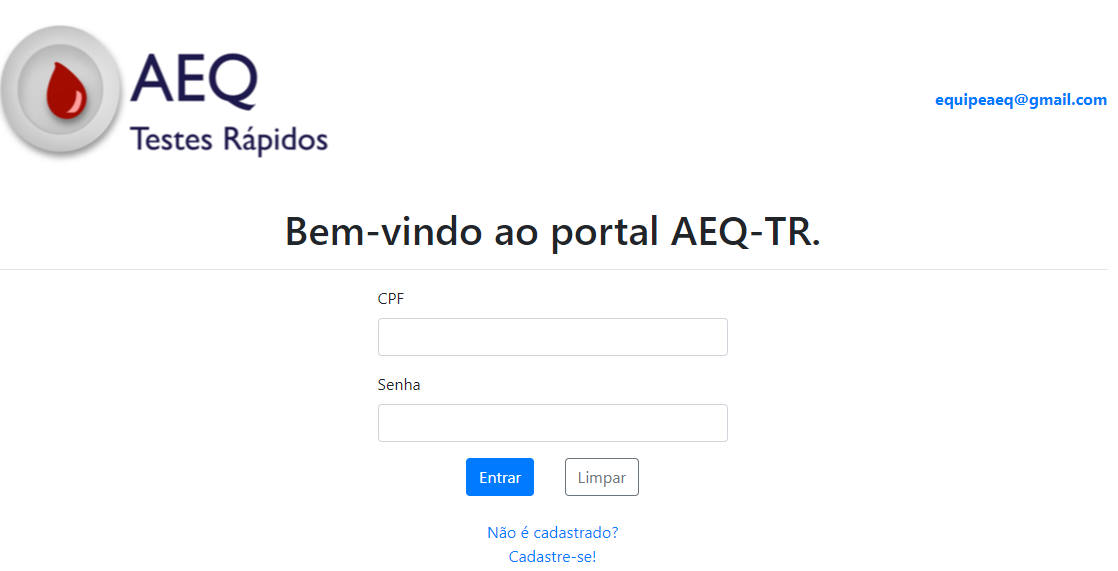 AEQ
Testes Rápidos
equipeaeq@gmail.com
Bem-vindo ao portal AEQ-TR.
CPF
Senha
Entrar
Limpar
Não é cadastrado?
Cadastre-se!